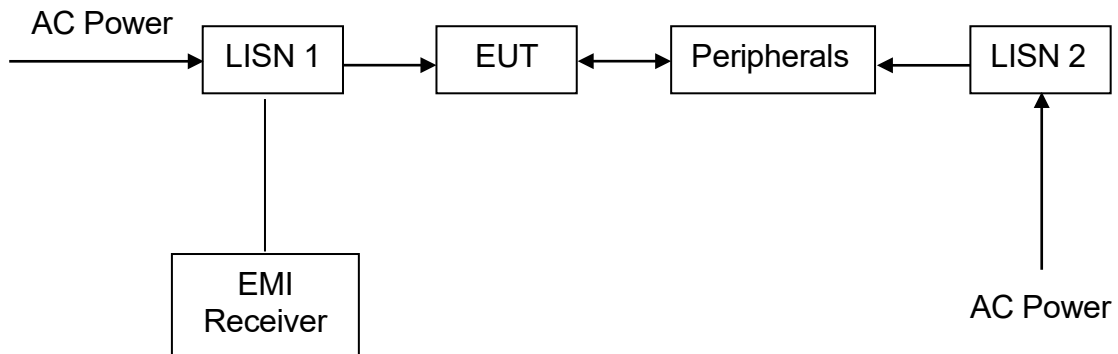 AC Power
LISN 1
EUT
Peripherals
LISN 2
EMI
Receiver
AC Power